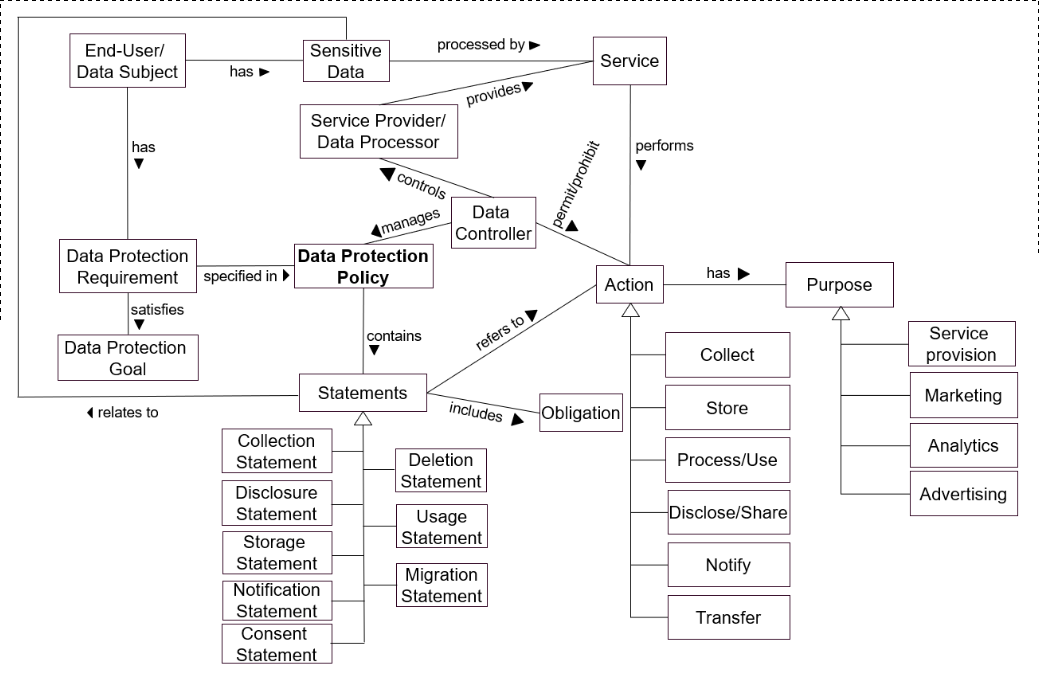 End-User/
Data Subject
has
Sensitive
Data
processed by
Service
provides
Service Provider/
Data Processor
has
performs
controls
permit/prohibit
manages
Data
Controller
Data Protection
Requirement
specified in
Data Protection
Policy
Action
has
Purpose
satisfies
Data Protection
Goal
contains
refers to
Statements
relates to
includes
Obligation
Collect
Store
Process/Use
Disclose/Share
Notify
Transfer
Service
provision
Marketing
Analytics
Advertising
Collection
Statement
Deletion
Statement
Disclosure
Statement
Usage
Statement
Storage
Statement
Migration
Statement
Notification
Statement
Consent
Statement